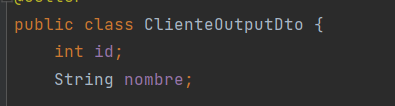 public class ClienteOutputDto {
int id;
String nombre;